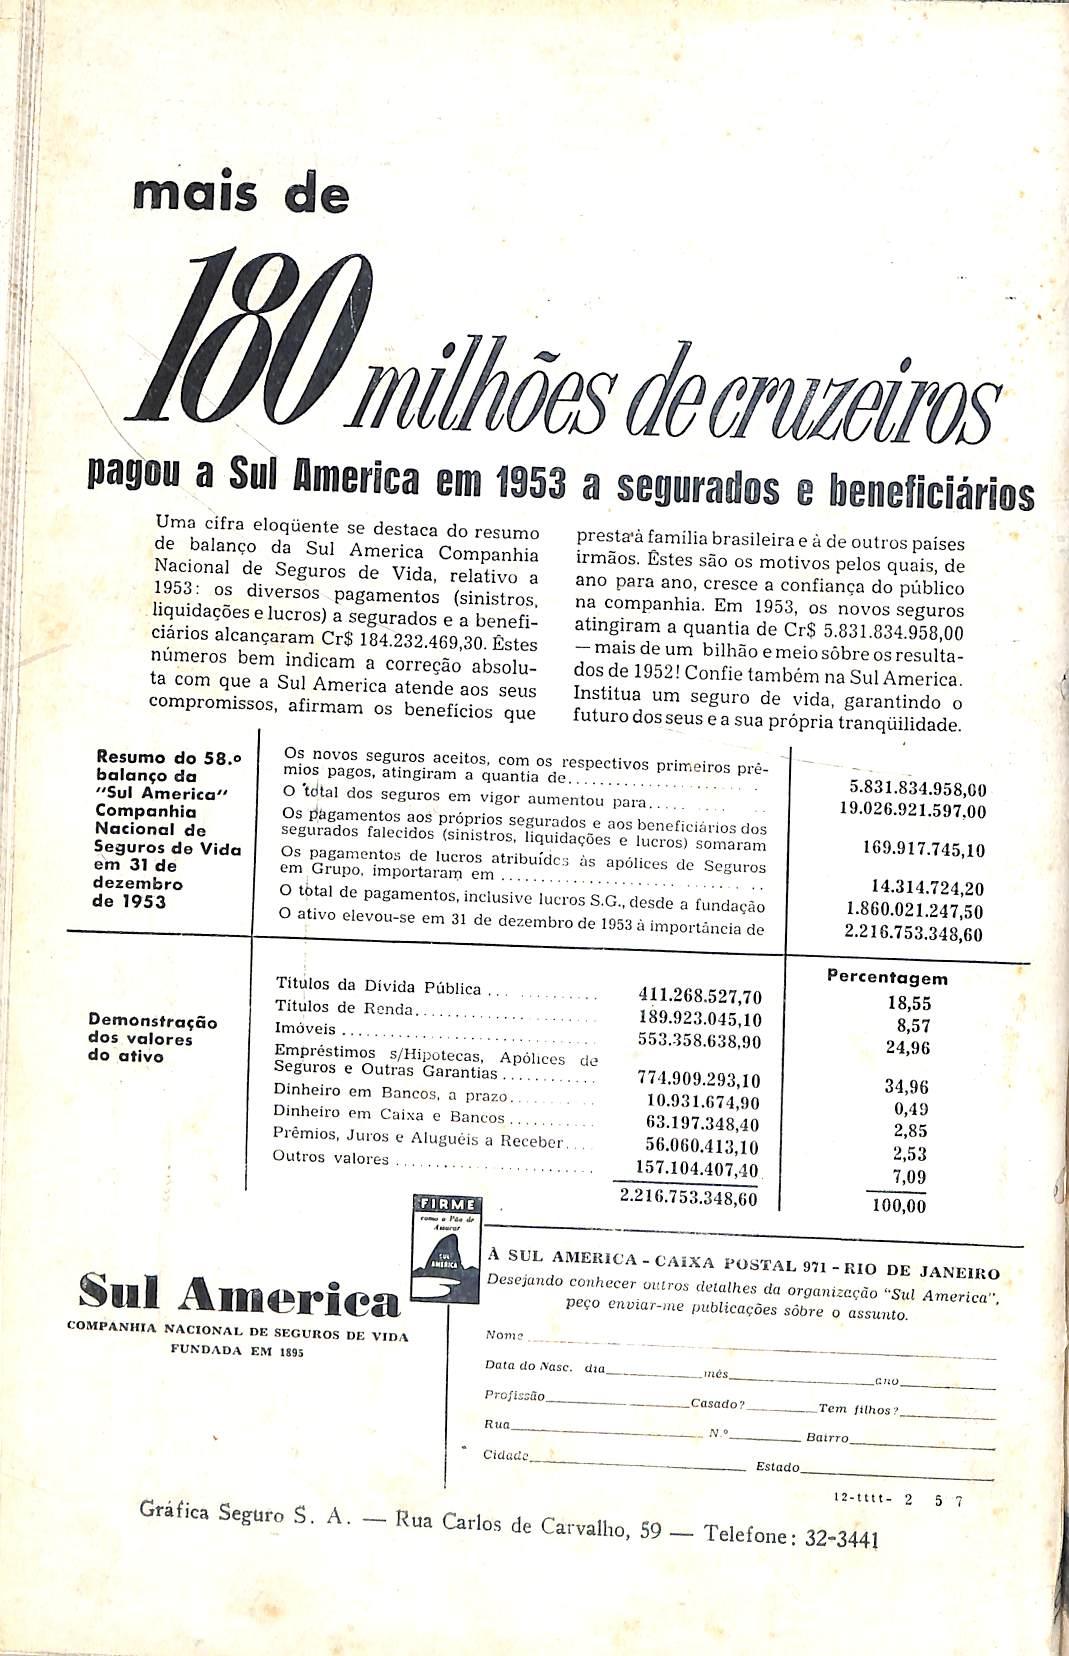 mais de
180 milhões de cruzeiros
pagou a Sul America em 1953 a segurados e beneficiários
Uma cifra eloqüente se destaca do resumo
de balanço da Sul America Companhia
Nacional de Seguros de Vida, relativo a
1953: os diversos pagamentos (sinistros,
liquidações e lucros) a segurados e a benefi-
ciários alcançaram Cr$ 184.232.469,30. Êstes
números bem indicam a correção absolu-
ta com que a Sul America atende aos seus
compromissos, afirmam os benefícios que
presta à familia brasileira e à de outros países
irmãos. Êstes são os motivos pelos quais, de
ano para ano, cresce a confiança do público
na companhia. Em 1953, os novos seguros
atingiram a quantia de Cr$ 5.831.834.958,00
— mais de um bilhão e meio sôbre os resulta-
dos de 1952! Confie também na Sul America.
Institua um seguro de vida, garantindo o
futuro dos seus e a sua própria tranqüilidade.
Resumo do 58.º
balanço da
"Sul America"
Companhia
Nacional de
Seguros de Vida
em 31 de
dezembro
de 1953
Os novos seguros aceitos, com os respectivos primeiros prê-
mios pagos, atingiram a quantia de........................ 5.831.834.958,00
O total dos seguros em vigor aumentou para............ 19.026.921.597,00
Os pagamentos aos próprios segurados e aos beneficiários dos
segurados falecidos (sinistros, liquidações e lucros) somaram 169.917.745,10
Os pagamentos de lucros atribuídos às apólices de Seguros
em Grupo, importaram em ................................ 14.314.724,20
O total de pagamentos, inclusive lucros S.G., desde a fundação 1.860.021.247,50
O ativo elevou-se em 31 de dezembro de 1953 à importância de 2.216.753.348,60
Demonstração
dos valores
do ativo
Percentagem
Títulos da Dívida Pública .............. 411.268.527,70 18,55
Títulos de Renda........................ 189.923.045,10 8,57
Imóveis ................................ 553.358.638,90 24,96
Empréstimos s/Hipotecas, Apólices de
Seguros e Outras Garantias ............ 774.909.293,10 34,96
Dinheiro em Bancos, a prazo........... 10.931.674,90 0,49
Dinheiro em Caixa e Bancos ........... 63.197.348,40 2,85
Prêmios, Juros e Aluguéis a Receber.... 56.060.413,10 2,53
Outros valores ......................... 157.104.407,40 7,09
2.216.753.348,60 100,00
FIRME
como o Pão de
Assucar
SUL
AMERICA
Sul America
COMPANHIA NACIONAL DE SEGUROS DE VIDA
FUNDADA EM 1895
À SUL AMERICA - CAIXA POSTAL 971 - RIO DE JANEIRO
Desejando conhecer outros detalhes da organização "Sul America",
peço enviar-me publicações sôbre o assunto.
Nome
Data do Nasc. dia mês ano
Profissão Casado? Tem filhos?
Rua N.º Bairro
Cidade Estado
12-tttt- 2 5 7
Gráfica Seguro S. A. — Rua Carlos de Carvalho, 59 — Telefone: 32-3441